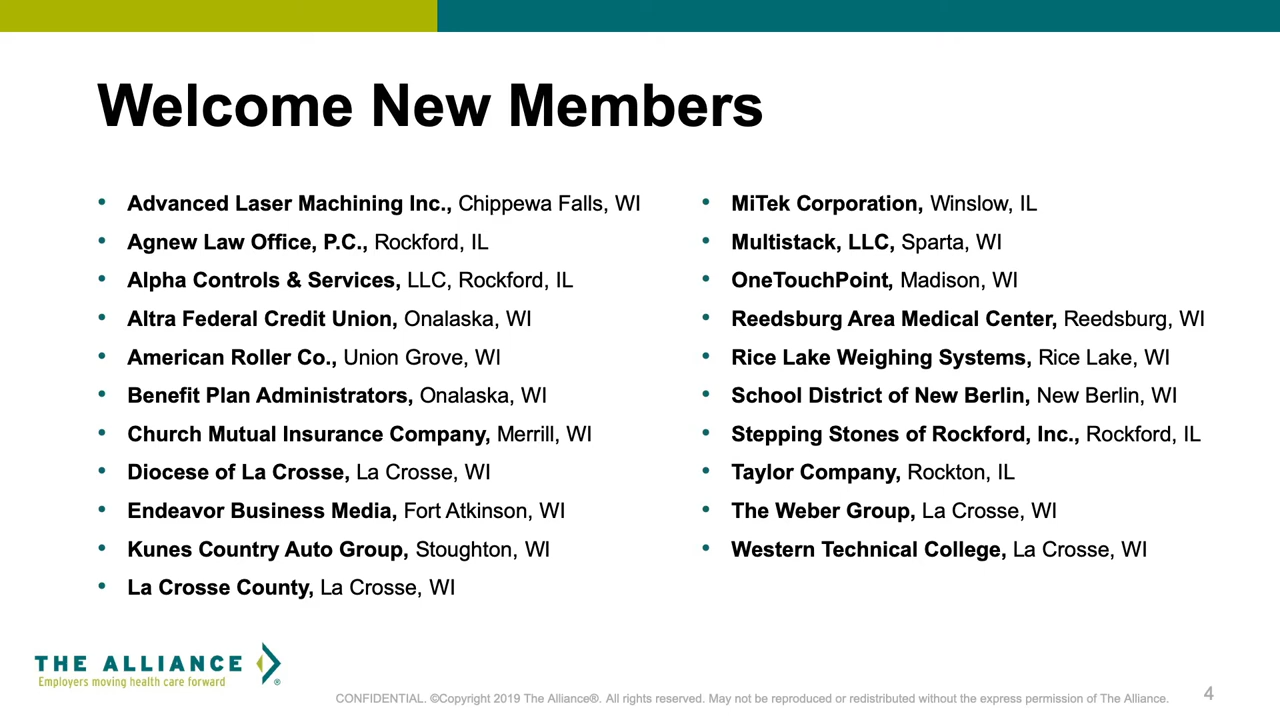 Welcome New Members
• Advanced Laser Machining Inc., Chippewa Falls, WI
• Agnew Law Office, P.C., Rockford, IL
• Alpha Controls & Services, LLC, Rockford, IL
• Altra Federal Credit Union, Onalaska, WI
• American Roller Co., Union Grove, WI
• Benefit Plan Administrators, Onalaska, WI
• Church Mutual Insurance Company, Merrill, WI
• Diocese of La Crosse, La Crosse, WI
• Endeavor Business Media, Fort Atkinson, WI
• Kunes Country Auto Group, Stoughton, WI
• La Crosse County, La Crosse, WI
• MiTek Corporation, Winslow, IL
• Multistack, LLC, Sparta, WI
• OneTouchPoint, Madison, WI
• Reedsburg Area Medical Center, Reedsburg, WI
• Rice Lake Weighing Systems, Rice Lake, WI
• School District of New Berlin, New Berlin, WI
• Stepping Stones of Rockford, Inc., Rockford, IL
• Taylor Company, Rockton, IL
• The Weber Group, La Crosse, WI
• Western Technical College, La Crosse, WI
THE ALLIANCE
Employers moving health care forward ®
CONFIDENTIAL. ©Copyright 2019 The Alliance®. All rights reserved. May not be reproduced or redistributed without the express permission of The Alliance.
4